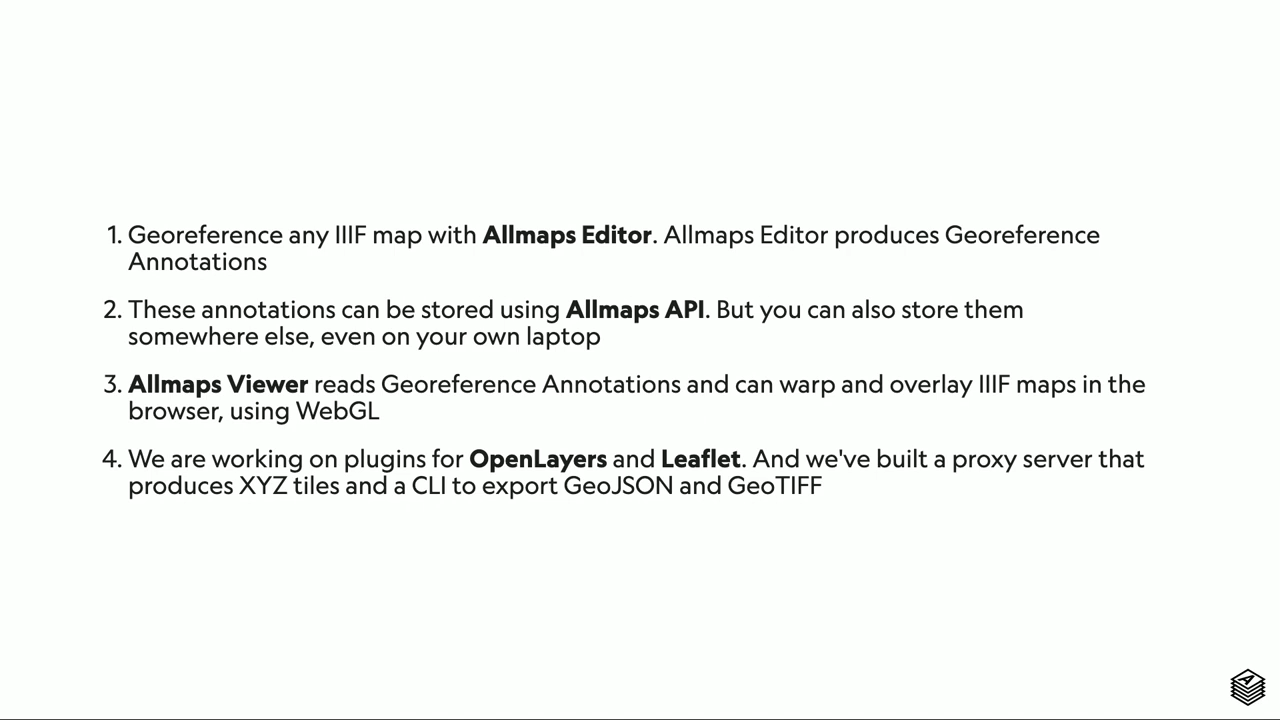 1. Georeference any IIIF map with Allmaps Editor. Allmaps Editor produces Georeference
Annotations
2. These annotations can be stored using Allmaps API. But you can also store them
somewhere else, even on your own laptop
3. Allmaps Viewer reads Georeference Annotations and can warp and overlay IIIF maps in the
browser, using WebGL
4. We are working on plugins for OpenLayers and Leaflet. And we've built a proxy server that
produces XYZ tiles and a CLI to export GeoJSON and GeoTIFF
A